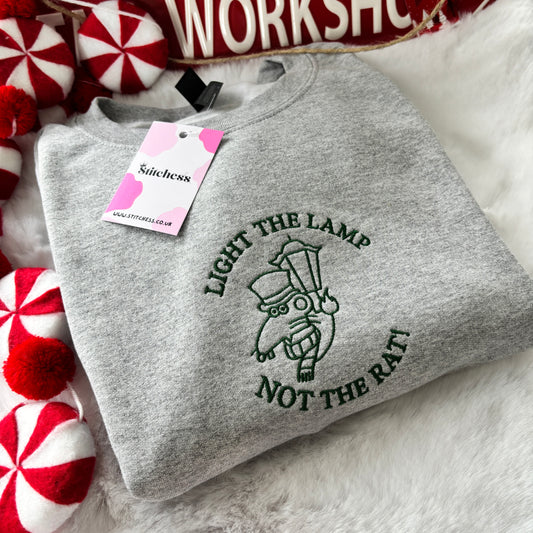 WORKSHO
Stitchess
WWW.STITCHESS.CO.UK
LIGHT THE LAMP
NOT THE RAT!